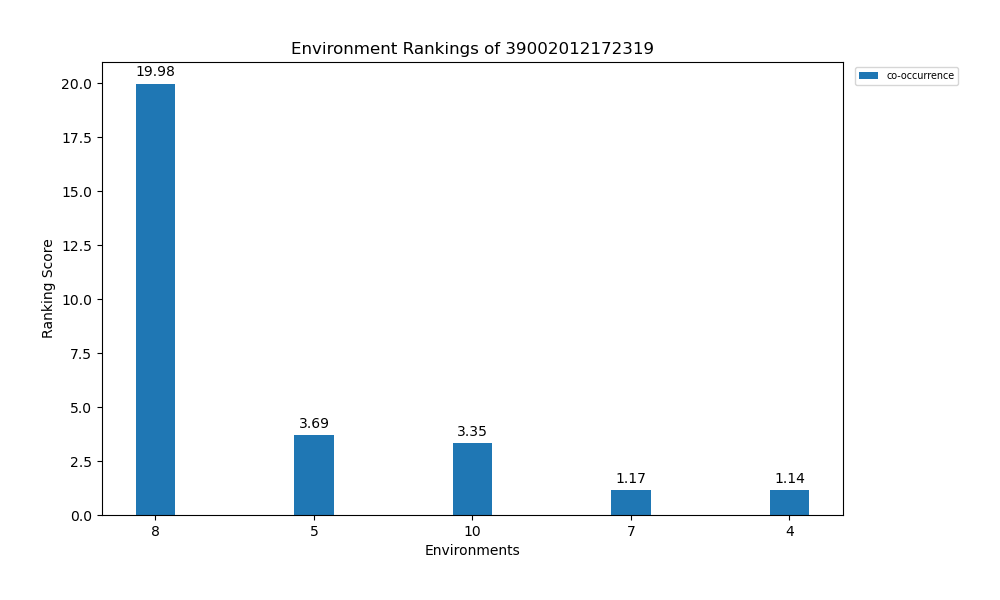 Environment Rankings of 39002012172319
co-occurrence
Ranking Score
20.0
17.5
15.0
12.5
10.0
7.5
5.0
2.5
0.0
19.98
3.69
3.35
1.17
1.14
8 5 10 7 4
Environments